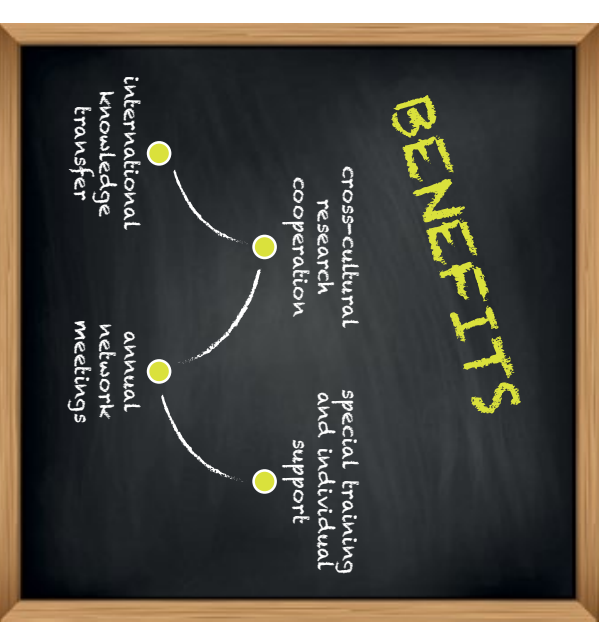 BENEFITS
international
knowledge
transfer
cross-cultural
research
cooperation
annual
network
meetings
special training
and individual
support